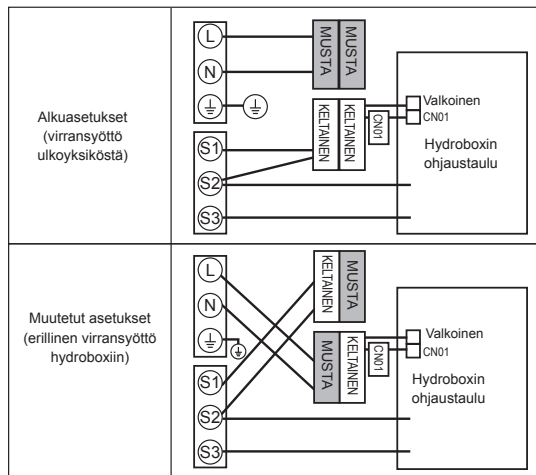 Alkuasetukset
(virransyöttö
ulkoyksiköstä)
L
N
S1
S2
S3
MUSTA
MUSTA
KELTAINEN
KELTAINEN
CN01
Valkoinen
CN01
Hydroboxin
ohjaustaulu
Muutetut asetukset
(erillinen virransyöttö
hydroboxiin)
L
N
S1
S2
S3
KELTAINEN
MUSTA
MUSTA
KELTAINEN
CN01
Valkoinen
CN01
Hydroboxin
ohjaustaulu